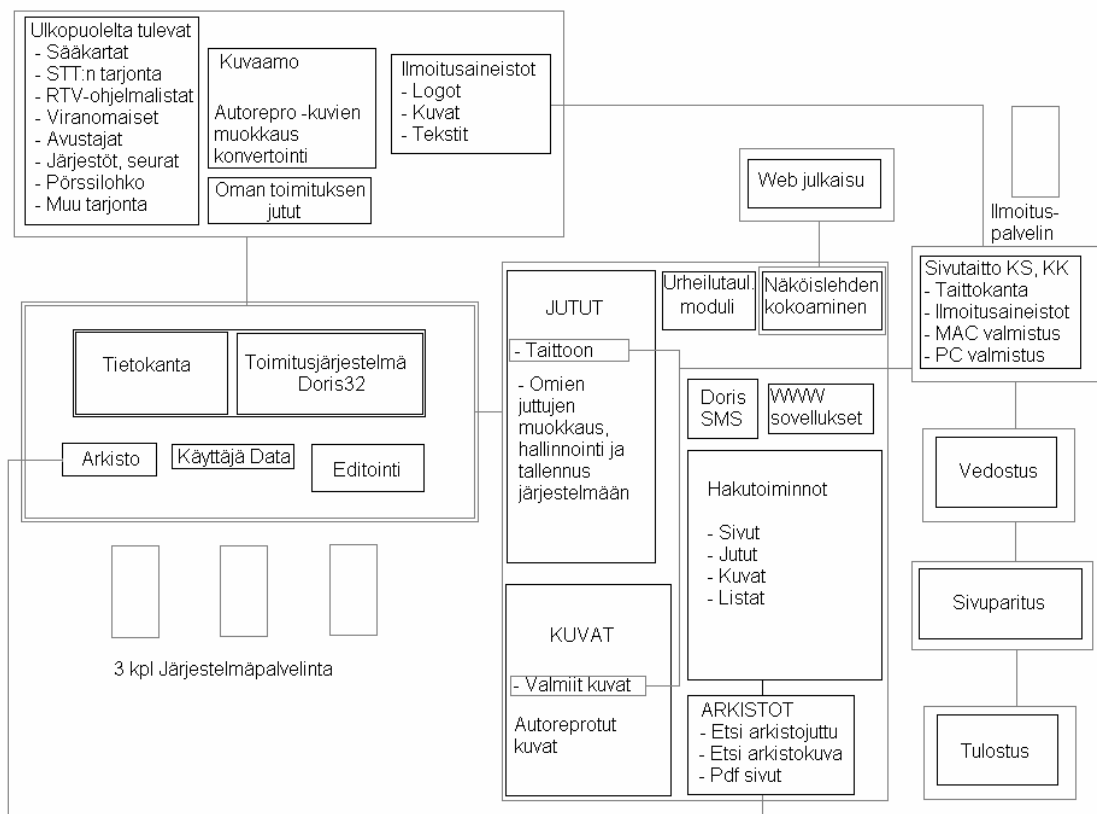 Ulkopuolelta tulevat
- Sääkartat
- STT:n tarjonta
- RTV-ohjelmalistat
- Viranomaiset
- Avustajat
- Järjestöt, seurat
- Pörssilohko
- Muu tarjonta
Kuvaamo
Autorepro -kuvien
muokkaus
konvertointi
Oman toimituksen
jutut
Ilmoitusaineistot
- Logot
- Kuvat
- Tekstit
Web julkaisu
Ilmoitus-
palvelin
Tietokanta
Toimitusjärjestelmä
Doris32
Arkisto
Käyttäjä Data
Editointi
3 kpl Järjestelmäpalvelinta
JUTUT
- Taittoon
- Omien
juttujen
muokkaus,
hallinnointi ja
tallennus
järjestelmään
Urheilutaul.
moduli
Näköislehden
kokoaminen
Doris
SMS
WWW
sovellukset
Hakutoiminnot
- Sivut
- Jutut
- Kuvat
- Listat
KUVAT
- Valmiit kuvat
Autoreprotut
kuvat
ARKISTOT
- Etsi arkistojuttu
- Etsi arkistokuva
- Pdf sivut
Sivutaitto KS, KK
- Taittokanta
- Ilmoitusaineistot
- MAC valmistus
- PC valmistus
Vedostus
Sivuparitus
Tulostus